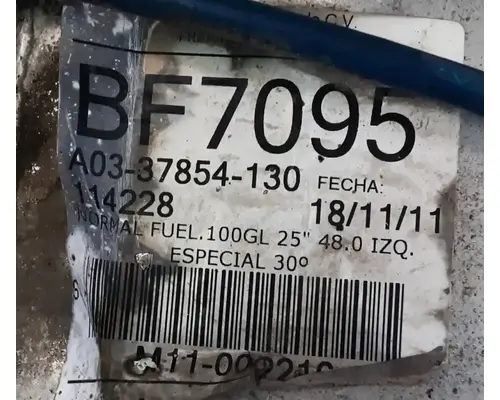 C.V.
BF7095
A03-37854-130 FECHA:
114228 18/11/11
NORMAL FUEL.100GL 25" 48.0 IZQ.
ESPECIAL 30º